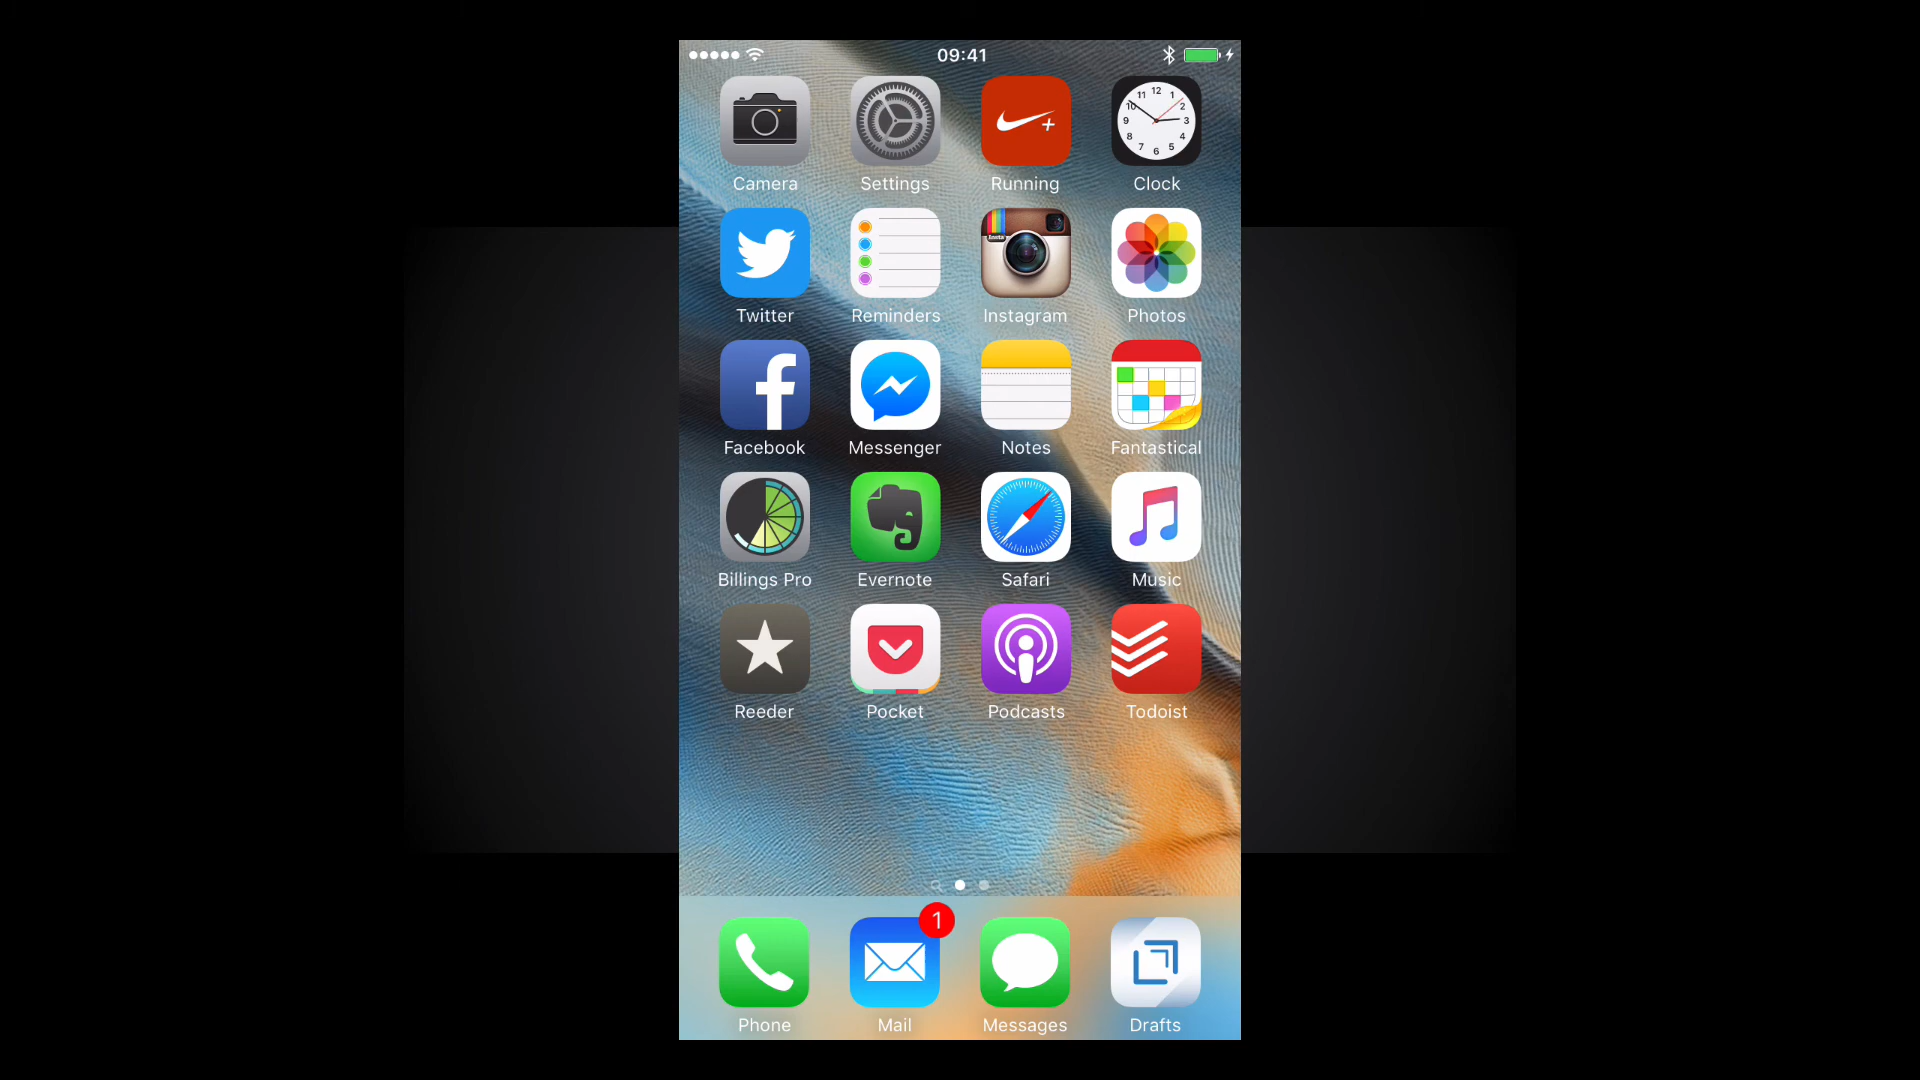 09:41
Camera Settings Running Clock
Twitter Reminders Instagram Photos
Facebook Messenger Notes Fantastical
Billings Pro Evernote Safari Music
Reeder Pocket Podcasts Todoist
1
Phone Mail Messages Drafts